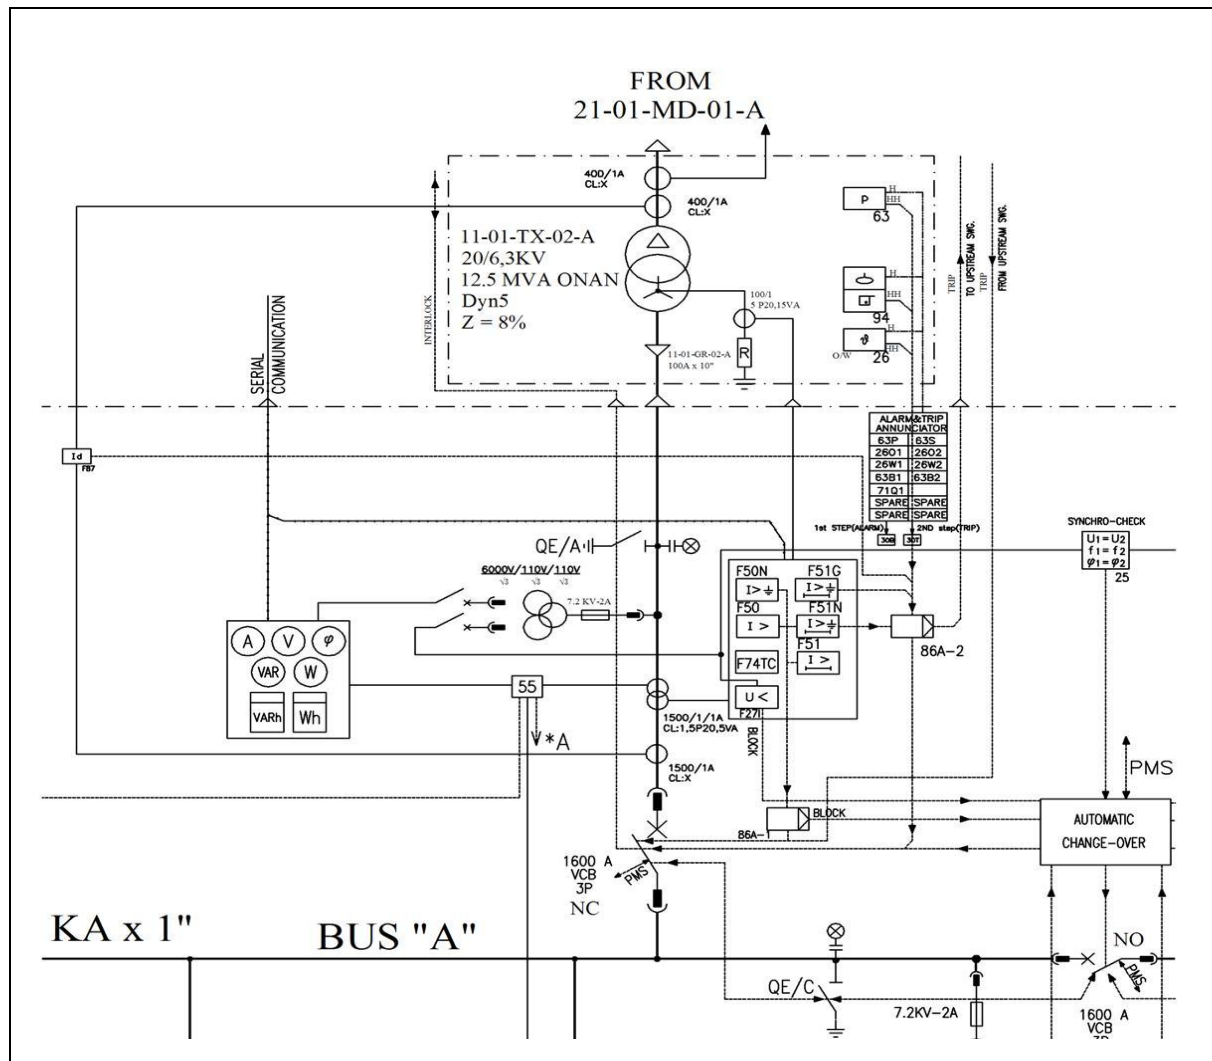 FROM
21-01-MD-01-A
400/1A
CL:X
400/1A
CL:X
11-01-TX-02-A
20/6,3KV
12.5 MVA ONAN
Dyn5
Z = 8%
INTERLOCK
100/1
5 P20,15VA
11-01-GR-02-A
100A x 10"
R
P
H
HH
63
H
HH
94
H
ϑ
HH
O/W
26
TRIP
TO UPSTREAM SWG.
TRIP
FROM UPSTREAM SWG.
SERIAL
COMMUNICATION
ALARM&TRIP
ANNUNCIATOR
63P 63S
26O1 26O2
26W1 26W2
63B1 63B2
71Q1
SPARE SPARE
SPARE SPARE
1st STEP(ALARM) 2ND step(TRIP)
30B 30T
Id
F87
SYNCHRO-CHECK
U1=U2
f1=f2
φ1=φ2
25
QE/A
6000V/110V/110V
√3 √3 √3
7.2 KV-2A
F50N F51G
I> I>
F50 F51N
I > I>
F51
F74TC I >
U <
F27I
86A-2
A V φ
VAR W
VARh Wh
55
*A
1500/1/1A
CL:1,5P20,5VA
1500/1A
CL:X
BLOCK
BLOCK
86A-1
PMS
AUTOMATIC
CHANGE-OVER
1600 A
VCB
3P
NC
PMS
KA x 1"
BUS "A"
NO
PMS
QE/C
7.2KV-2A
1600 A
VCB
3P